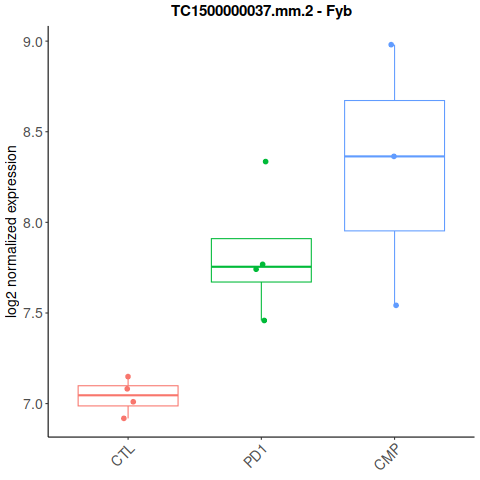 TC1500000037.mm.2 - Fyb
log2 normalized expression
9.0
8.5
8.0
7.5
7.0
CTL
PD1
CMP